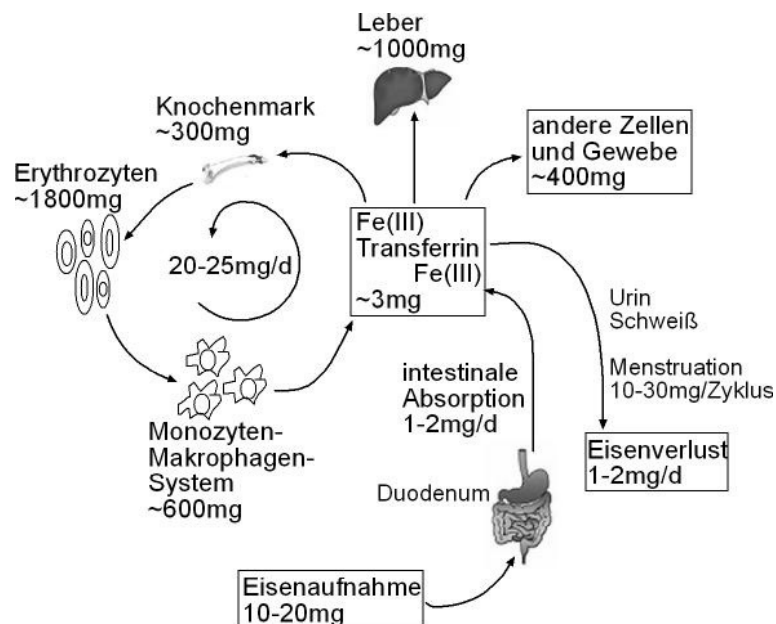 Leber
~1000mg
Knochenmark
~300mg
andere Zellen
und Gewebe
~400mg
Erythrozyten
~1800mg
Fe(III)
Transferrin
Fe(III)
~3mg
20-25mg/d
Urin
Schweiß
Menstruation
10-30mg/Zyklus
intestinale
Absorption
1-2mg/d
Eisenverlust
1-2mg/d
Monozyten-
Makrophagen-
System
~600mg
Duodenum
Eisenaufnahme
10-20mg